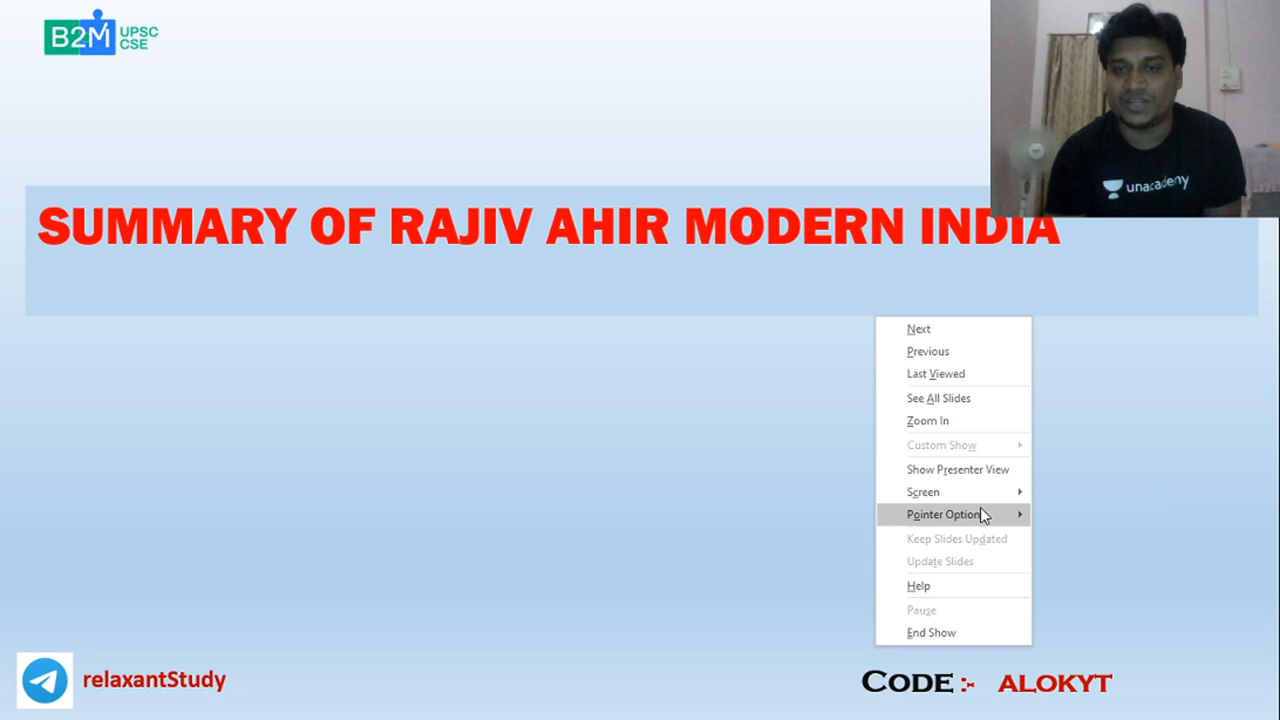 B2M UPSC
CSE
unacademy
SUMMARY OF RAJIV AHIR MODERN INDIA
Next
Previous
Last Viewed
See All Slides
Zoom In
Custom Show
Show Presenter View
Screen
Pointer Option
Keep Slides Updated
Update Slides
Help
Pause
End Show
relaxantStudy
CODE :- ALOKYT